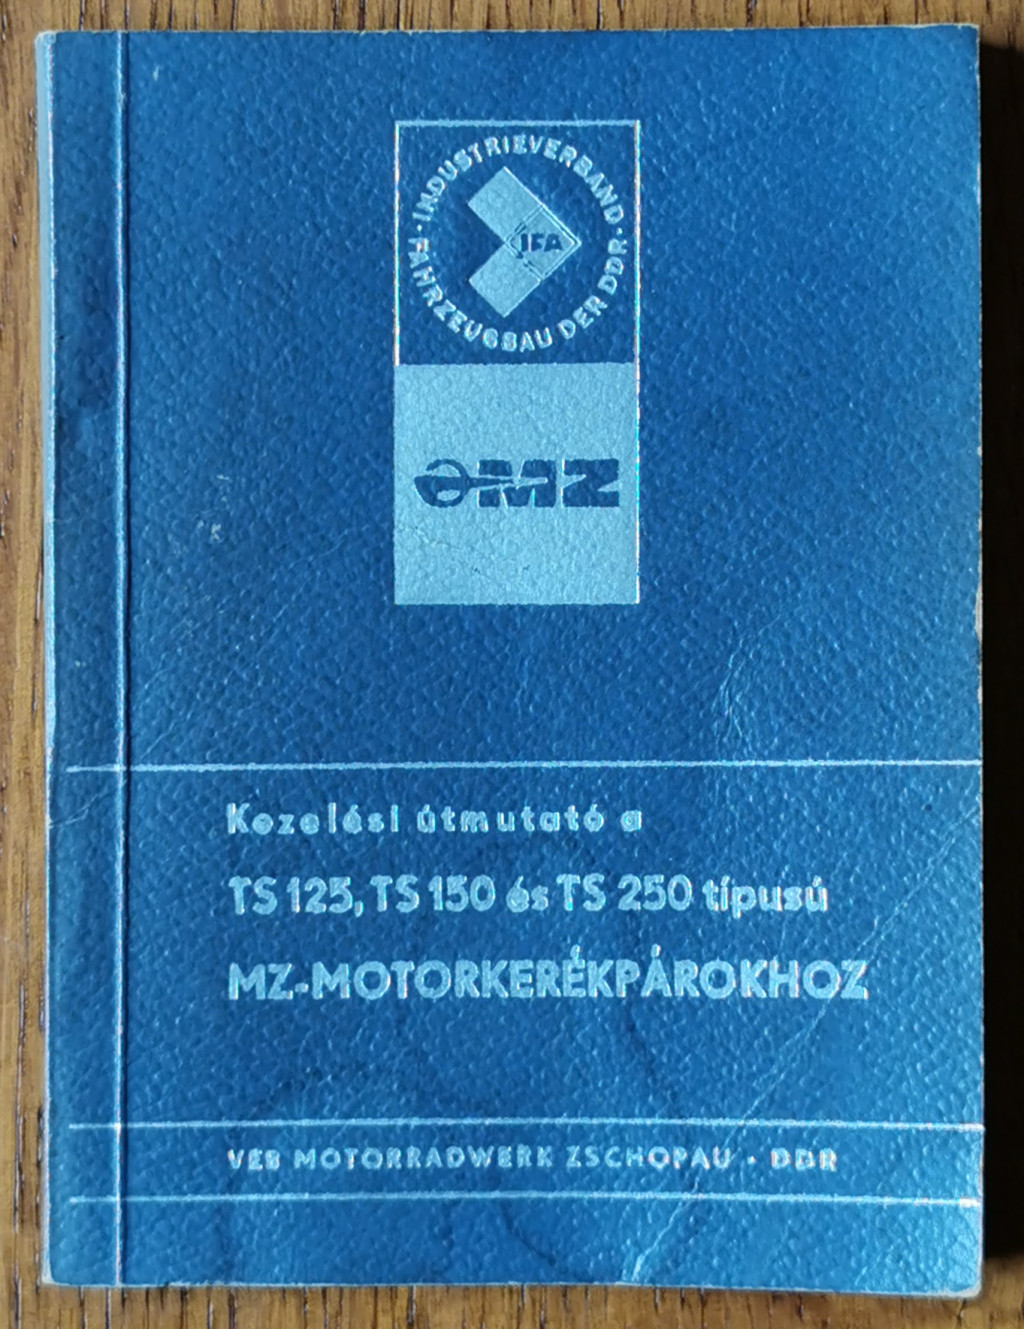 INDUSTRIEVERBAND · FAHRZEUGBAU DER DDR ·
IFA
MZ
Kezelési útmutató a
TS 125, TS 150 és TS 250 típusú
MZ-MOTORKERÉKPÁROKHOZ
VEB MOTORRADWERK ZSCHOPAU · DDR